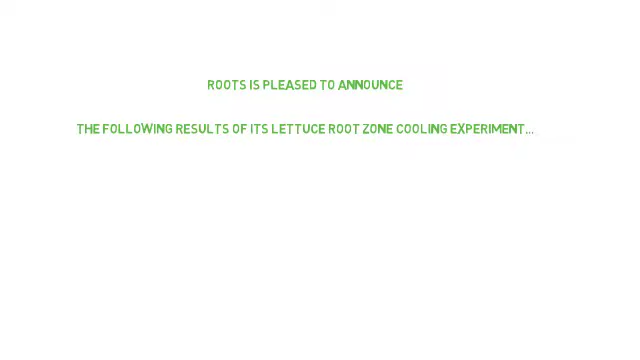 ROOTS IS PLEASED TO ANNOUNCE
THE FOLLOWING RESULTS OF ITS LETTUCE ROOT ZONE COOLING EXPERIMENT...